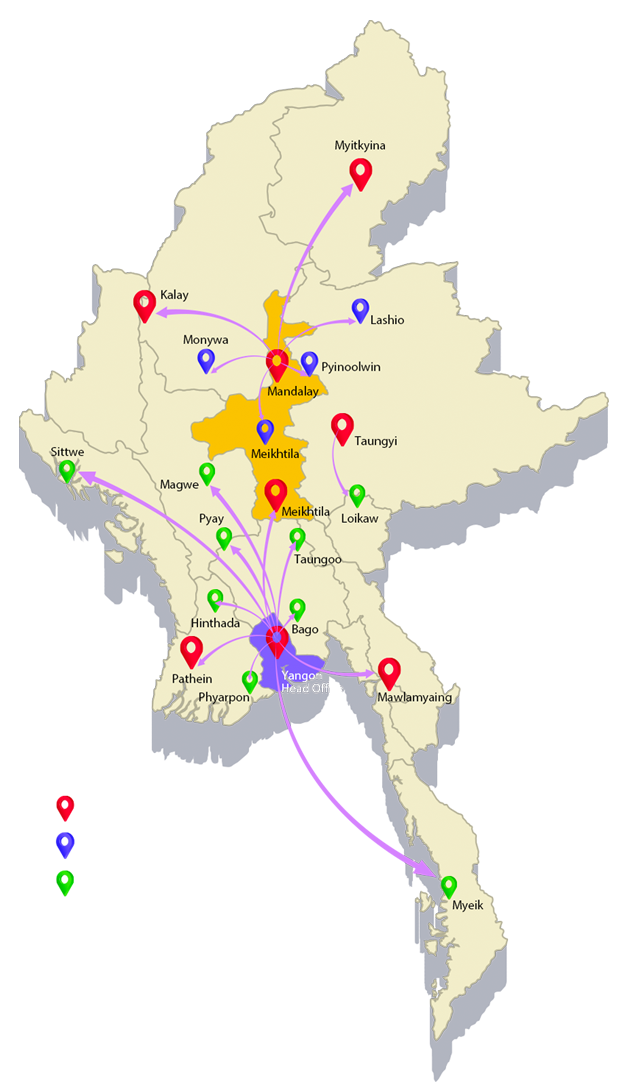 Myitkyina
Kalay
Lashio
Monywa
Pyinoolwin
Mandalay
Taungyi
Sittwe
Meikhtila
Magwe
Meikhtila
Pyay
Loikaw
Taungoo
Hinthada
Bago
Pathein
Yangon
Head Off
Phyarpon
Mawlamyaing
Myeik